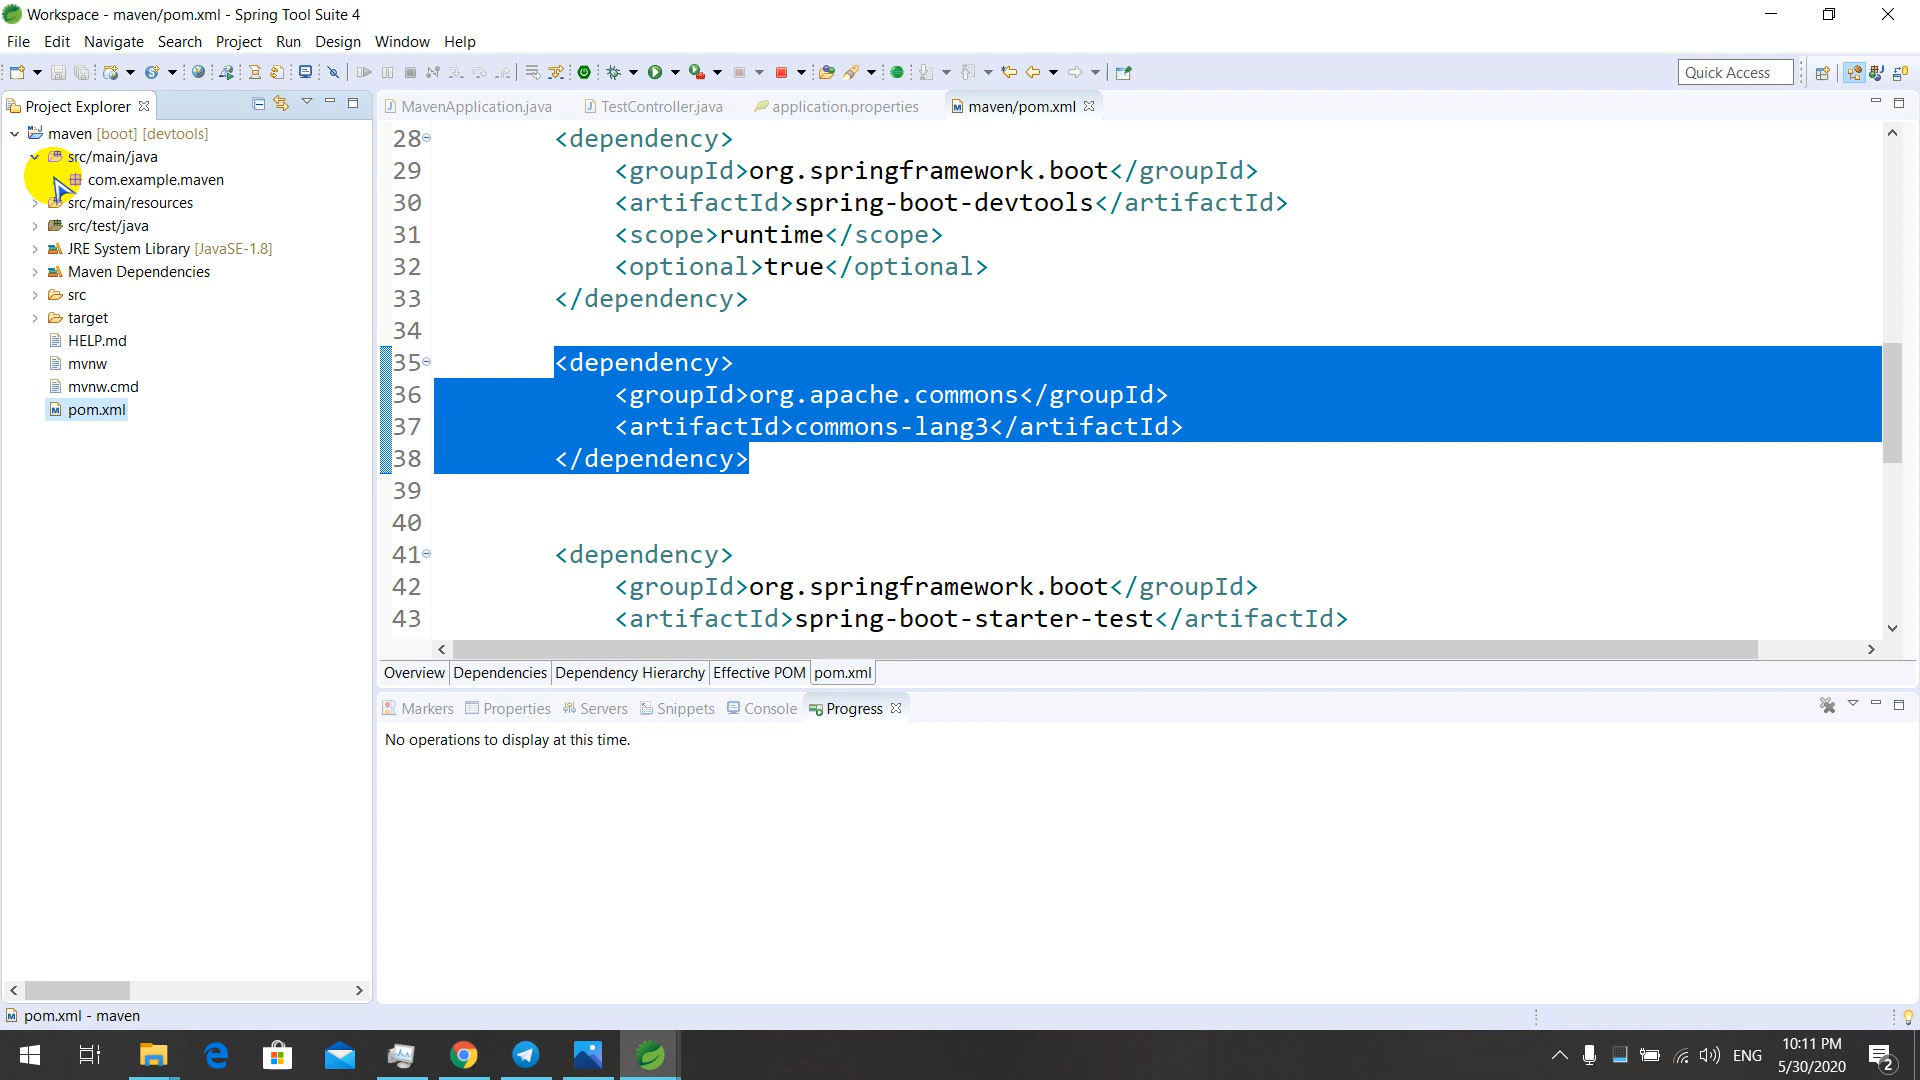 Workspace - maven/pom.xml - Spring Tool Suite 4
File Edit Navigate Search Project Run Design Window Help
Quick Access
Project Explorer
maven [boot] [devtools]
src/main/java
com.example.maven
src/main/resources
src/test/java
JRE System Library [JavaSE-1.8]
Maven Dependencies
src
target
HELP.md
mvnw
mvnw.cmd
pom.xml
MavenApplication.java TestController.java application.properties maven/pom.xml
28 <dependency>
29 <groupId>org.springframework.boot</groupId>
30 <artifactId>spring-boot-devtools</artifactId>
31 <scope>runtime</scope>
32 <optional>true</optional>
33 </dependency>
34
35 <dependency>
36 <groupId>org.apache.commons</groupId>
37 <artifactId>commons-lang3</artifactId>
38 </dependency>
39
40
41 <dependency>
42 <groupId>org.springframework.boot</groupId>
43 <artifactId>spring-boot-starter-test</artifactId>
Overview Dependencies Dependency Hierarchy Effective POM pom.xml
Markers Properties Servers Snippets Console Progress
No operations to display at this time.
pom.xml - maven
ENG
10:11 PM
5/30/2020
2